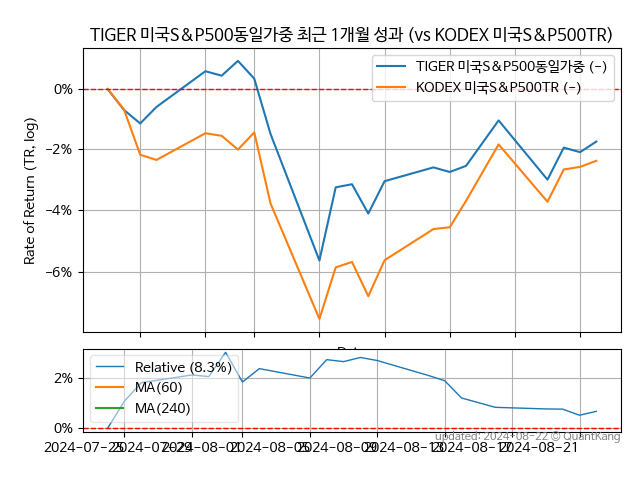 TIGER 미국S&P500동일가중 최근 1개월 성과 (vs KODEX 미국S&P500TR)
TIGER 미국S&P500동일가중 (-)
KODEX 미국S&P500TR (-)
Rate of Return (TR, log)
0%
-2%
-4%
-6%
Relative (8.3%)
MA(60)
MA(240)
2%
0%
updated: 2024-08-22 © QuantKang
2024-07-25 2024-07-29 2024-08-01 2024-08-05 2024-08-09 2024-08-13 2024-08-17 2024-08-21